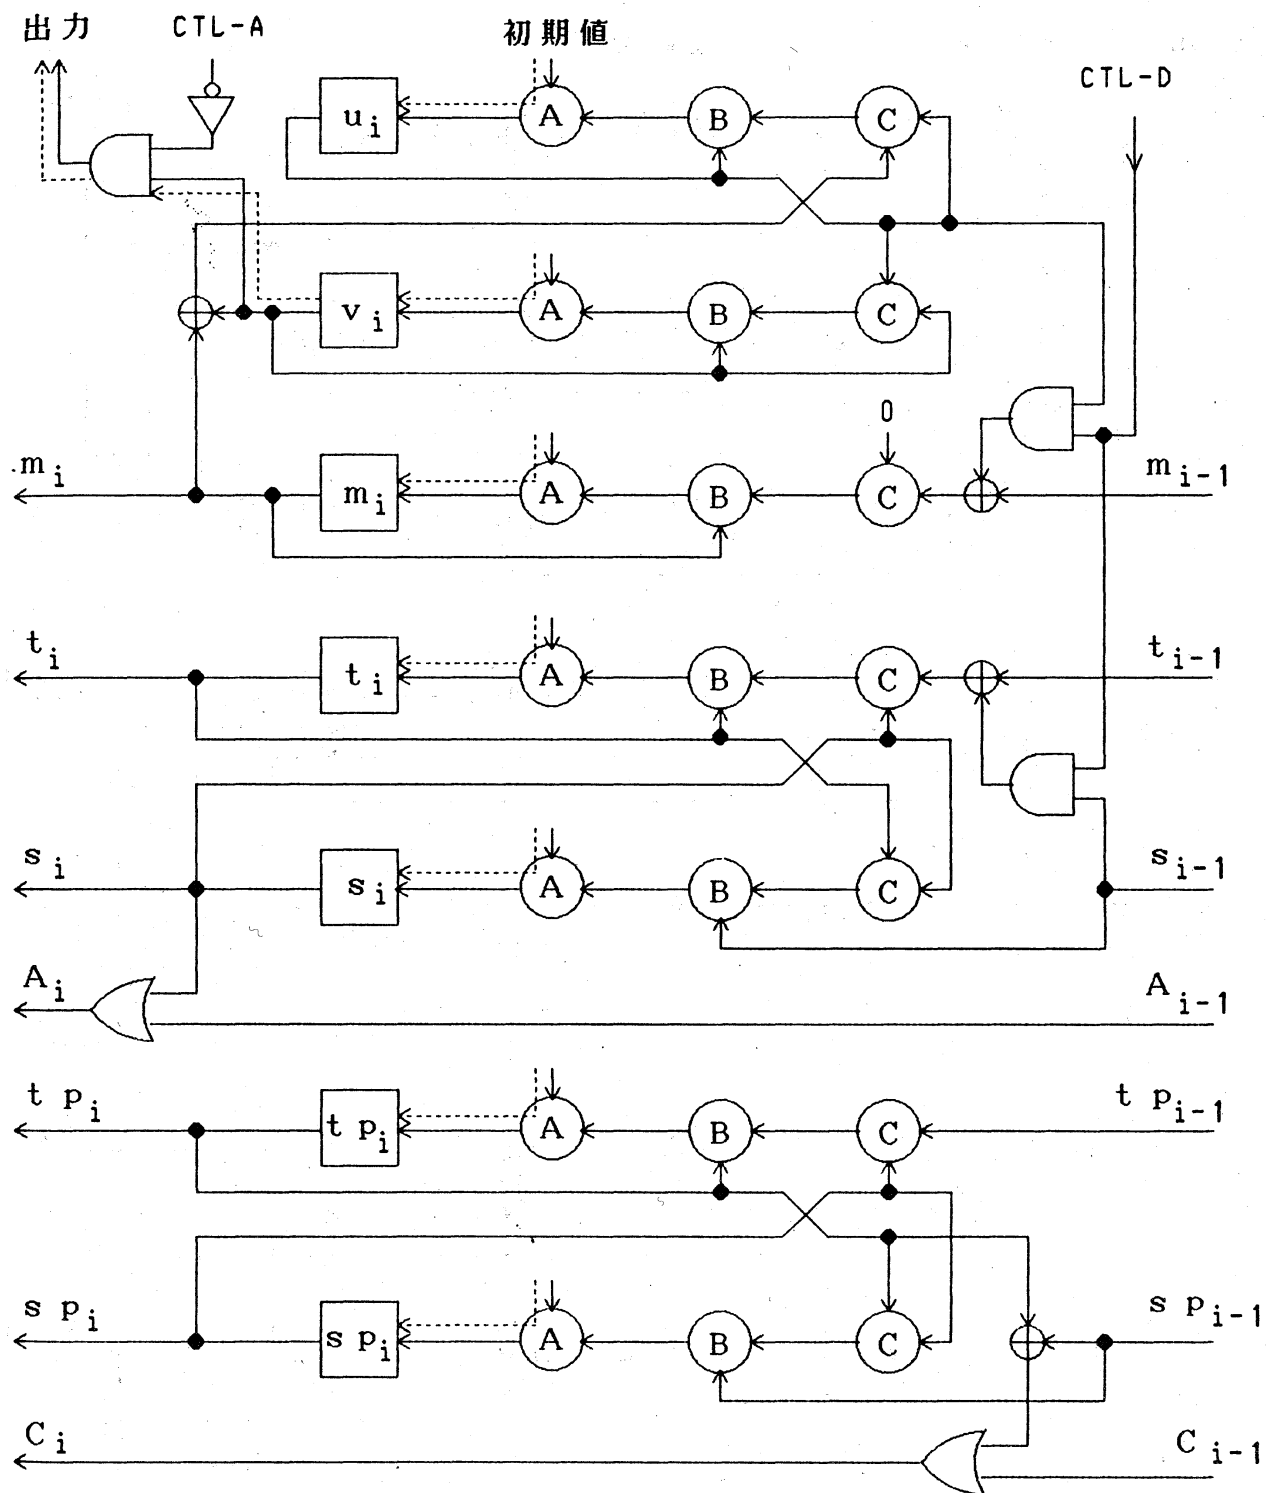 出力 CTL-A 初期値
CTL-D
u i A B C
v i A B C
0
m i m i A B C m i-1
t i t i A B C t i-1
s i s i A B C s i-1
A i A i-1
t p i t p i A B C t p i-1
s p i s p i A B C s p i-1
C i C i-1